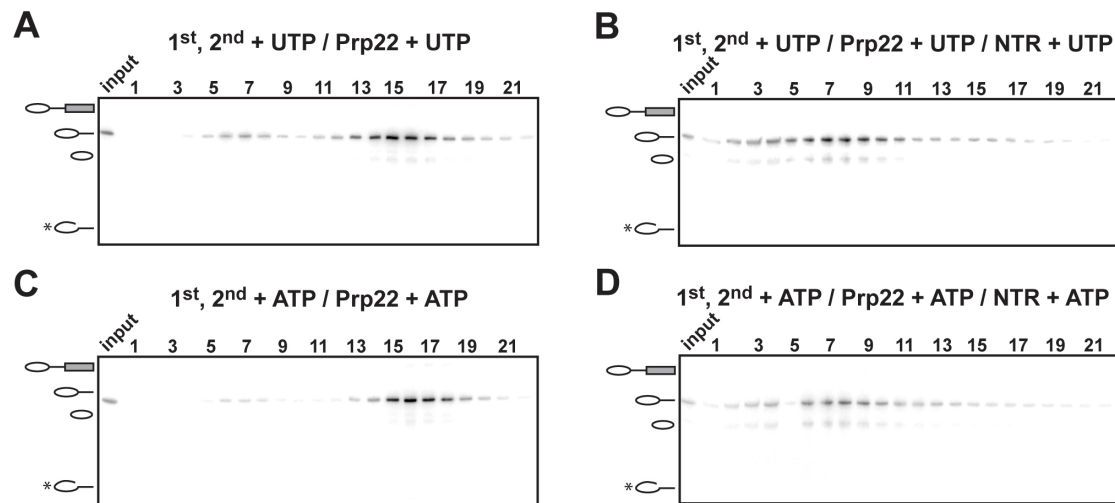 A
1st, 2nd + UTP / Prp22 + UTP
input 1 3 5 7 9 11 13 15 17 19 21
*
B
1st, 2nd + UTP / Prp22 + UTP / NTR + UTP
input 1 3 5 7 9 11 13 15 17 19 21
*
C
1st, 2nd + ATP / Prp22 + ATP
input 1 3 5 7 9 11 13 15 17 19 21
*
D
1st, 2nd + ATP / Prp22 + ATP / NTR + ATP
input 1 3 5 7 9 11 13 15 17 19 21
*